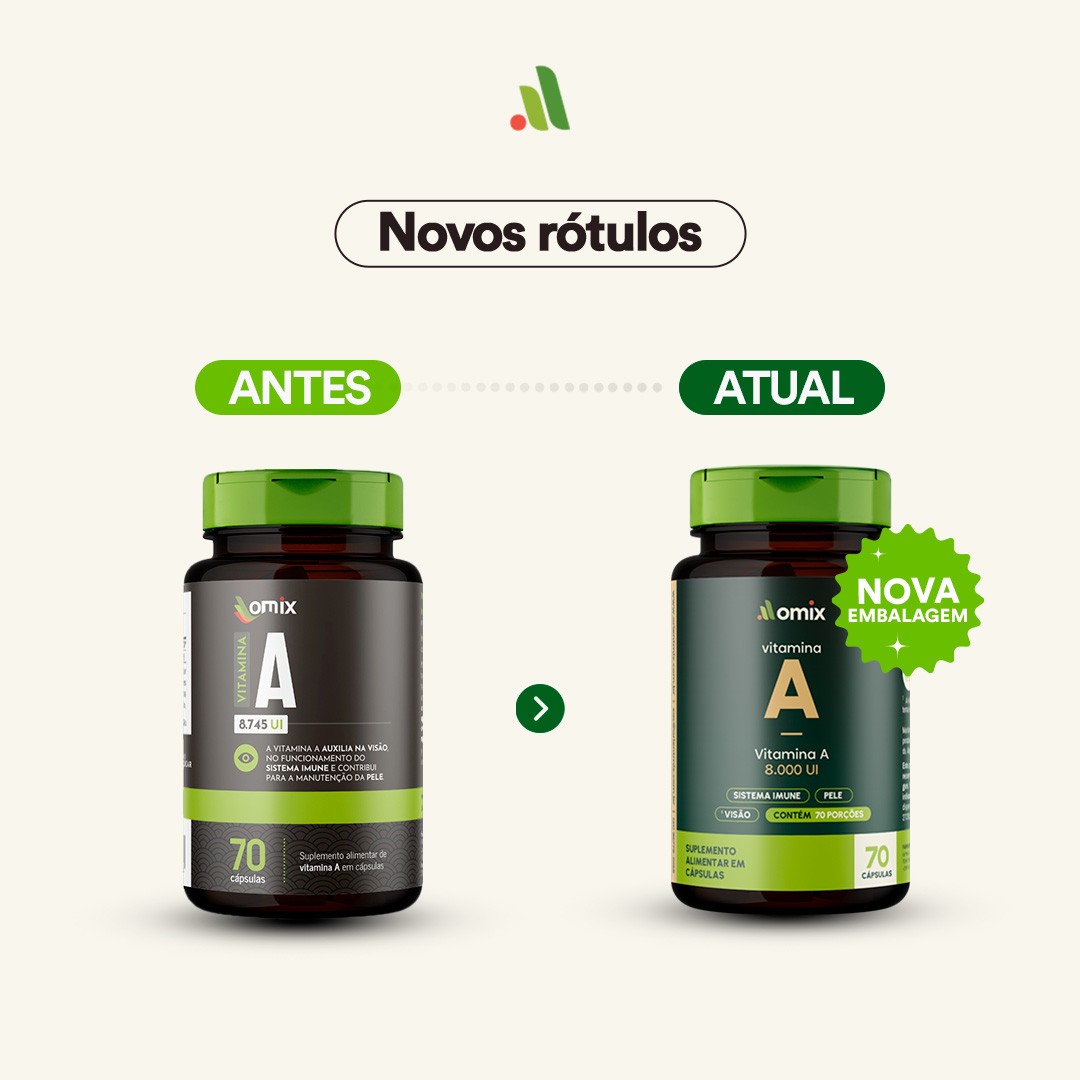 Novos rótulos
ANTES
ATUAL
omix
VITAMINA
A
8.745 UI
A VITAMINA A AUXILIA NA VISÃO,
NO FUNCIONAMENTO DO
SISTEMA IMUNE E CONTRIBUI
PARA A MANUTENÇÃO DA PELE.
70
cápsulas
Suplemento alimentar de
vitamina A em cápsulas
omix
vitamina
A
Vitamina A
8.000 UI
SISTEMA IMUNE
PELE
VISÃO
CONTÉM 70 PORÇÕES
SUPLEMENTO
ALIMENTAR EM
CÁPSULAS
70
CÁPSULAS
NOVA
EMBALAGEM